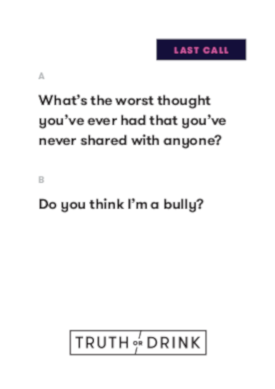 LAST CALL
A
What's the worst thought
you've ever had that you've
never shared with anyone?
B
Do you think I'm a bully?
TRUTH OR DRINK